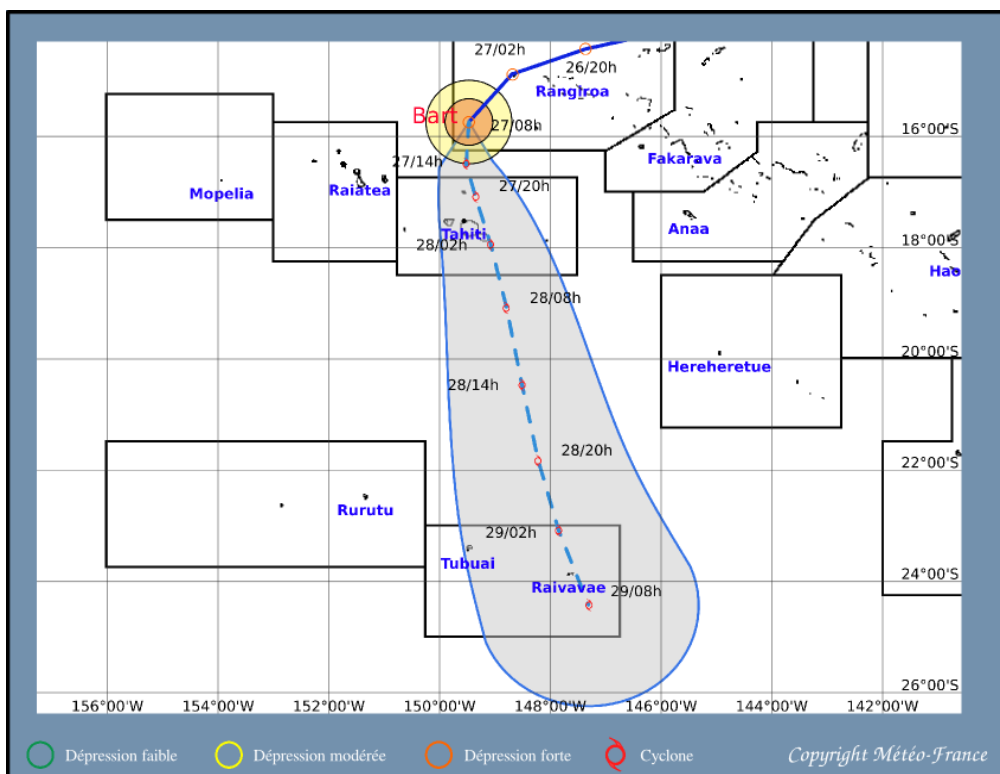 27/02h
26/20h
Rangiroa
Bart
27/08h
16°00'S
27/14h
Fakarava
Mopelia
Raiatea
27/20h
Anaa
Tahiti
28/02h
18°00'S
Hao
28/08h
20°00'S
Hereheretue
28/14h
28/20h
22°00'S
Rurutu
29/02h
Tubuai
24°00'S
Raivavae
29/08h
26°00'S
156°00'W
154°00'W
152°00'W
150°00'W
148°00'W
146°00'W
144°00'W
142°00'W
Dépression faible
Dépression modérée
Dépression forte
Cyclone
Copyright Météo-France